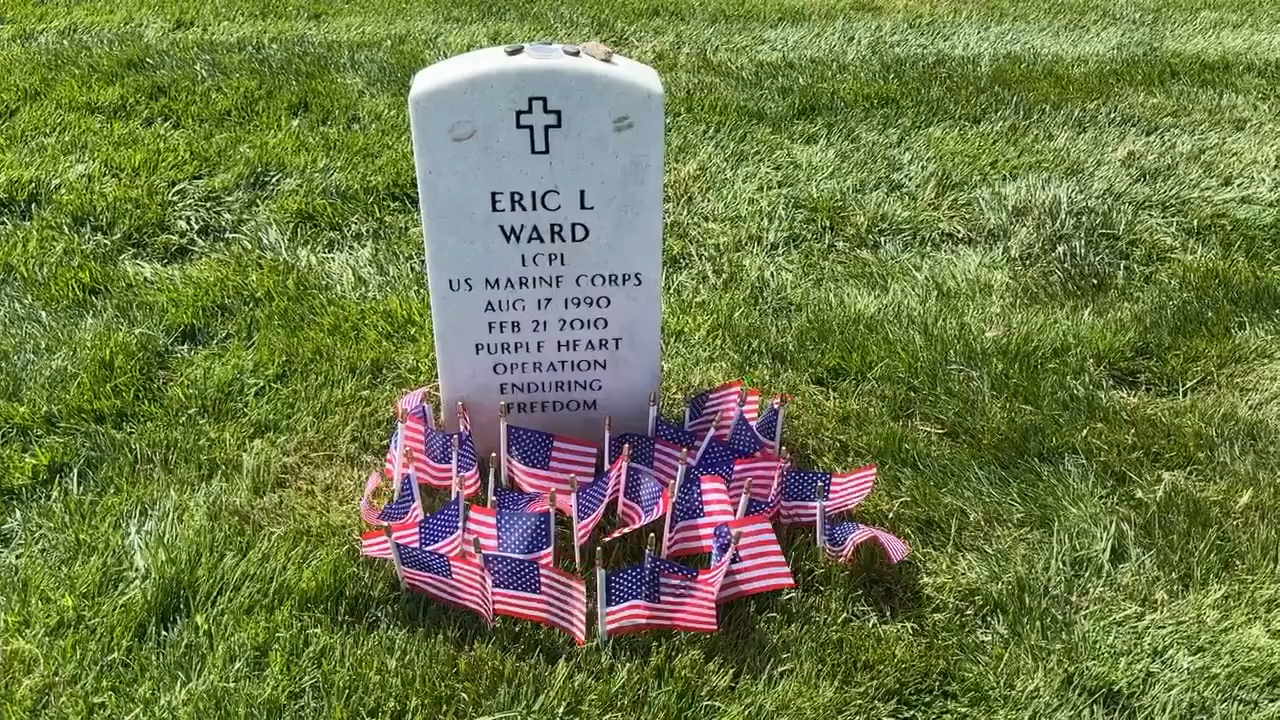 ERIC L
WARD
LCPL
US MARINE CORPS
AUG 17 1990
FEB 21 2010
PURPLE HEART
OPERATION
ENDURING
FREEDOM